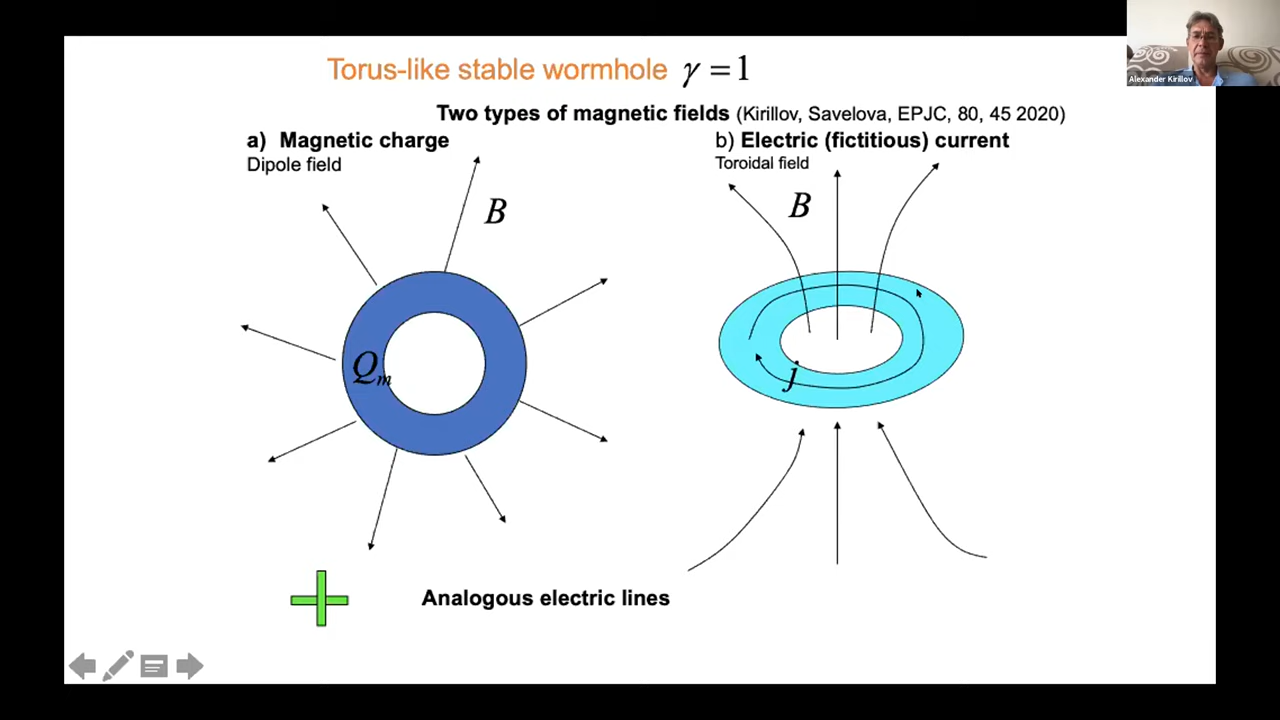 Alexander Kirillov
Torus-like stable wormhole γ = 1
Two types of magnetic fields (Kirillov, Savelova, EPJC, 80, 45 2020)
a) Magnetic charge
Dipole field
B
Q_m
b) Electric (fictitious) current
Toroidal field
B
j
Analogous electric lines